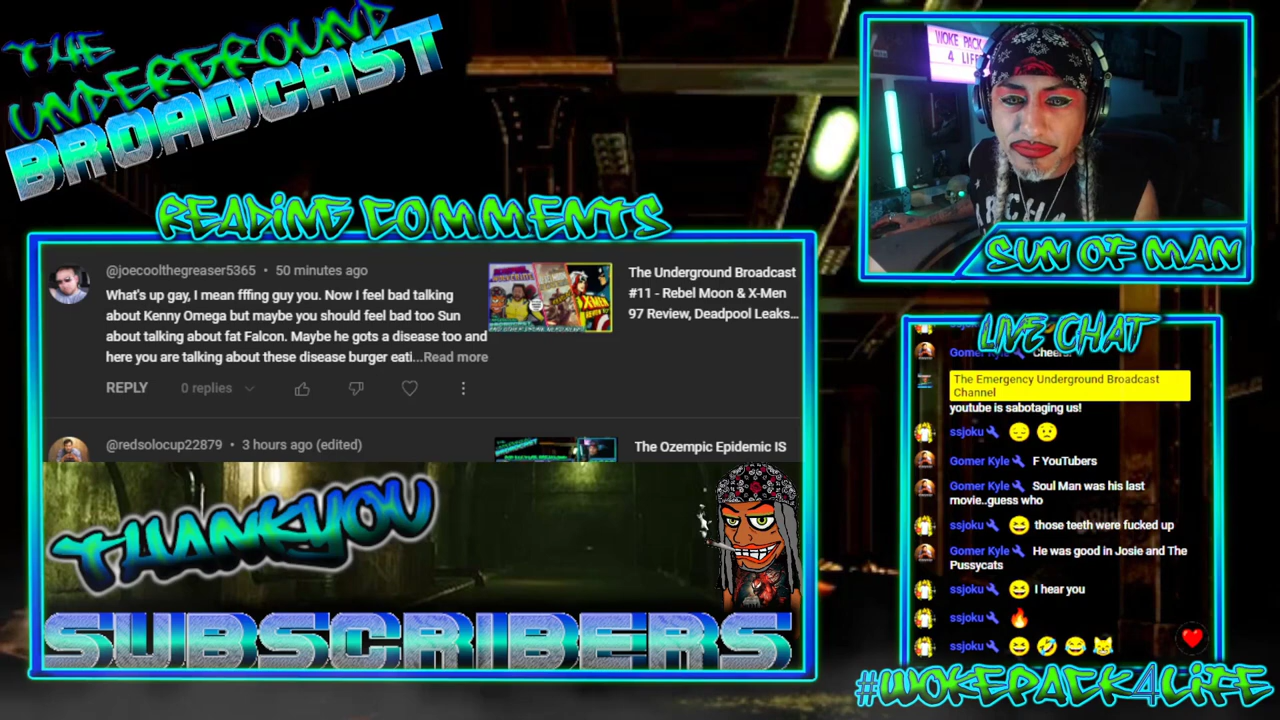 THE
UNDERGROUND
BROADCAST
READING COMMENTS
@joecoolthegreaser5365 • 50 minutes ago
What's up gay, I mean fffing guy you. Now I feel bad talking
about Kenny Omega but maybe you should feel bad too Sun
about talking about fat Falcon. Maybe he gots a disease too and
here you are talking about these disease burger eati...Read more
REPLY 0 replies
The Underground Broadcast
#11 - Rebel Moon & X-Men
97 Review, Deadpool Leaks...
@redsolocup22879 • 3 hours ago (edited)
The Ozempic Epidemic IS
THANKYOU
SUBSCRIBERS
WOKE PACK
4 LIFE
SUN OF MAN
LIVE CHAT
Gomer Kyle Cheers
The Emergency Underground Broadcast
Channel
youtube is sabotaging us!
ssjoku 😔 😟
Gomer Kyle F YouTubers
Gomer Kyle Soul Man was his last
movie..guess who
ssjoku 😆 those teeth were fucked up
Gomer Kyle He was good in Josie and The
Pussycats
ssjoku 😆 I hear you
ssjoku 🔥
ssjoku 😆 🤣 😂 😹
#WOKEPACK4LIFE